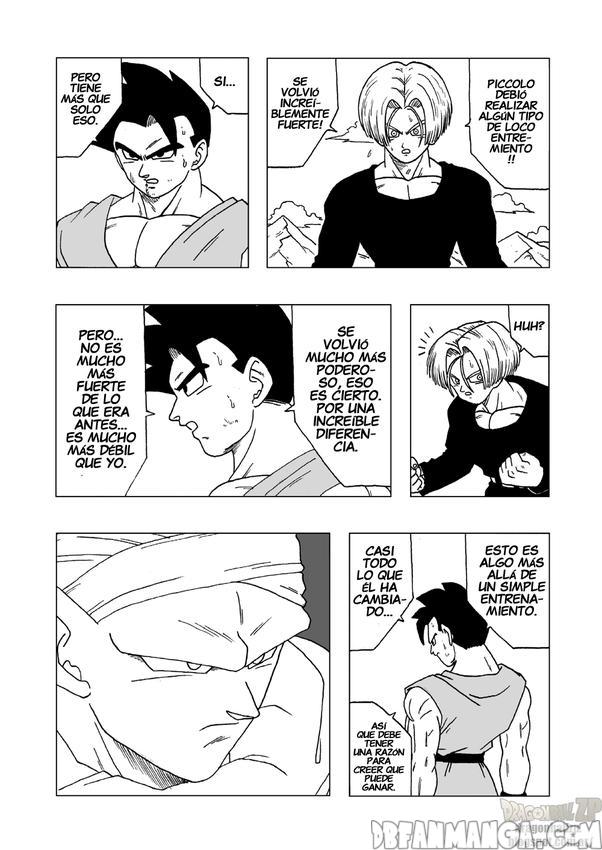 PICCOLO
DEBIÓ
REALIZAR
ALGÚN TIPO
DE LOCO
ENTRE-
MIENTO
!!
SE
VOLVIÓ
INCREÍ-
BLEMENTE
FUERTE!
SI...
PERO
TIENE
MÁS QUE
SOLO
ESO.
HUH?
SE
VOLVIÓ
MUCHO MÁS
PODERO-
SO, ESO
ES CIERTO.
POR UNA
INCREÍBLE
DIFEREN-
CIA.
PERO...
NO ES
MUCHO
MÁS
FUERTE
DE LO
QUE ERA
ANTES...
ES MUCHO
MÁS DÉBIL
QUE YO.
ESTO ES
ALGO MÁS
ALLÁ DE UN
SIMPLE
ENTRENA-
MIENTO.
CASI
TODO
LO QUE
ÉL HA
CAMBIA-
DO...
ASÍ
QUE DEBE
TENER
UNA RAZÓN
PARA
CREER QUE
PUEDE
GANAR.
DRAGONBALL ZP
DBFANMANGA.COM